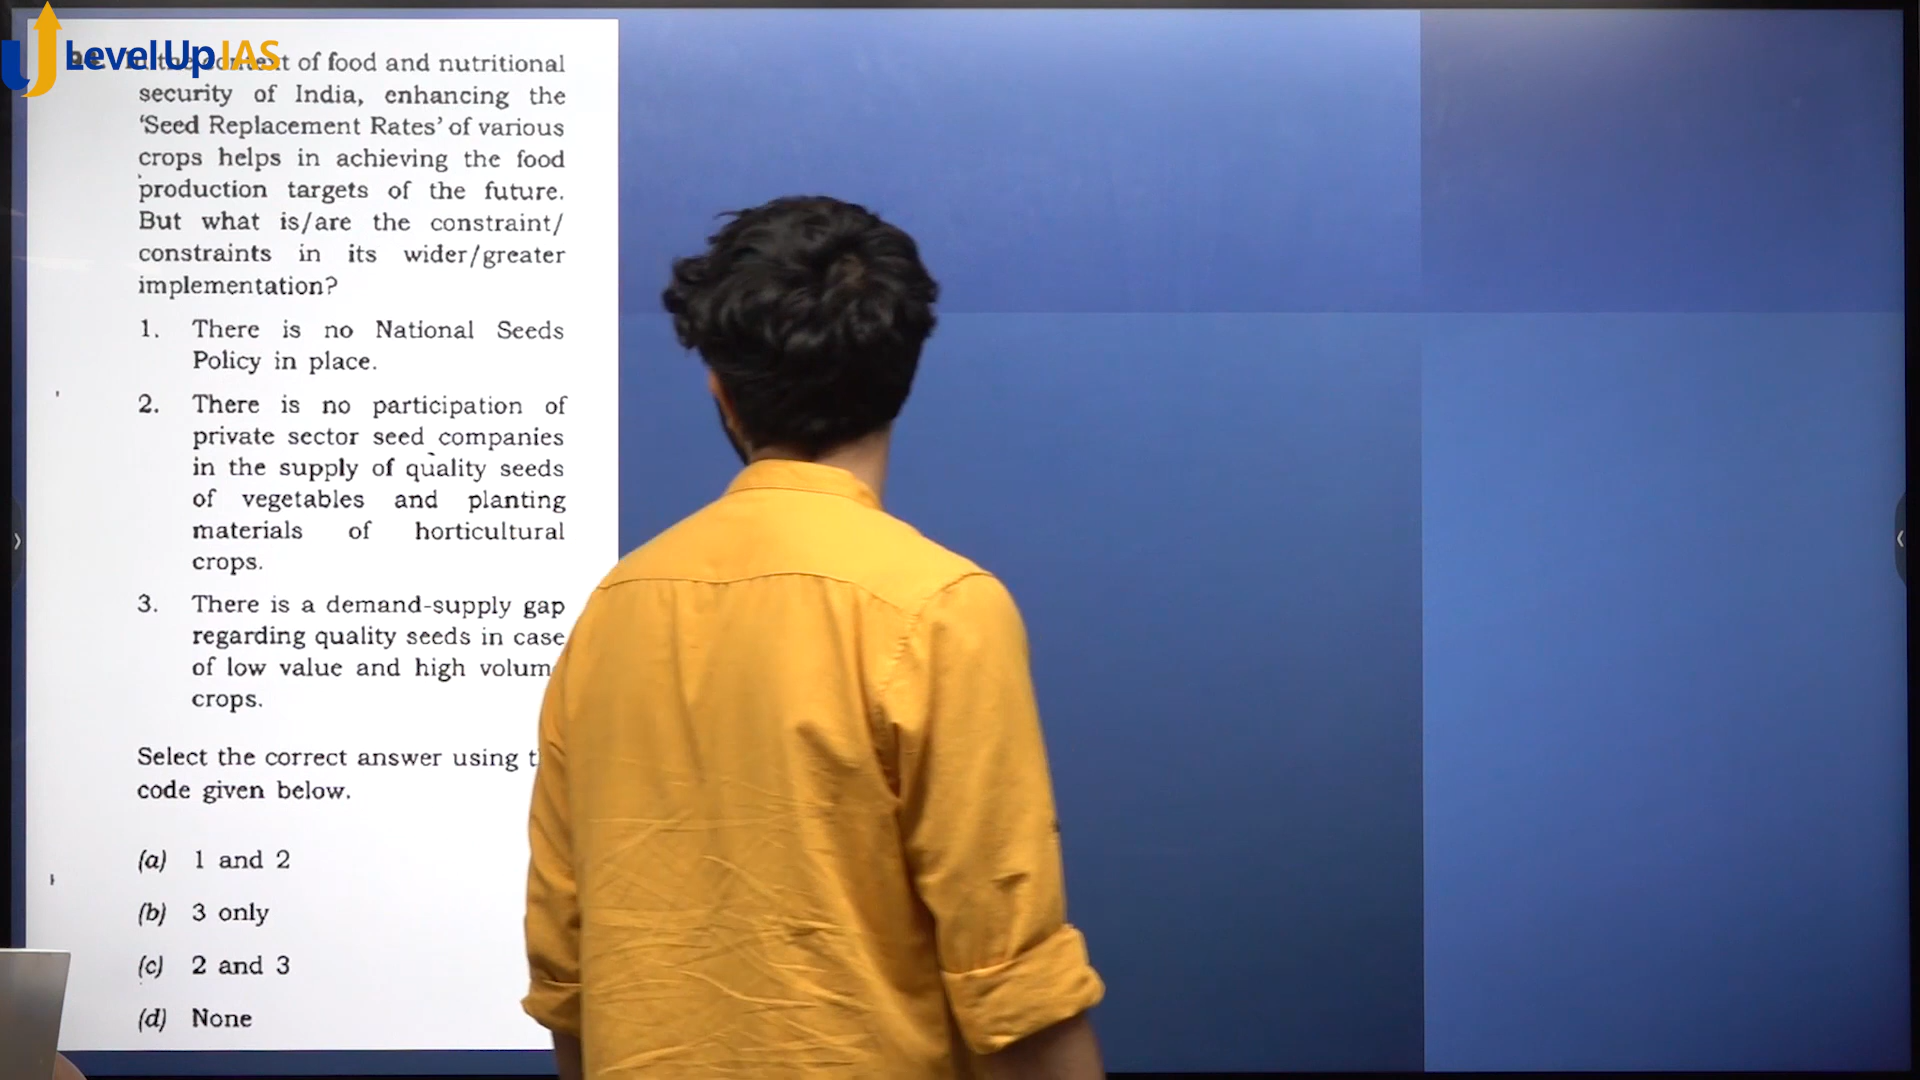 LevelUp IAS
In the context of food and nutritional
security of India, enhancing the
‘Seed Replacement Rates’ of various
crops helps in achieving the food
production targets of the future.
But what is/are the constraint/
constraints in its wider/greater
implementation?
1. There is no National Seeds
Policy in place.
2. There is no participation of
private sector seed companies
in the supply of quality seeds
of vegetables and planting
materials of horticultural
crops.
3. There is a demand-supply gap
regarding quality seeds in case
of low value and high volum
crops.
Select the correct answer using
code given below.
(a) 1 and 2
(b) 3 only
(c) 2 and 3
(d) None